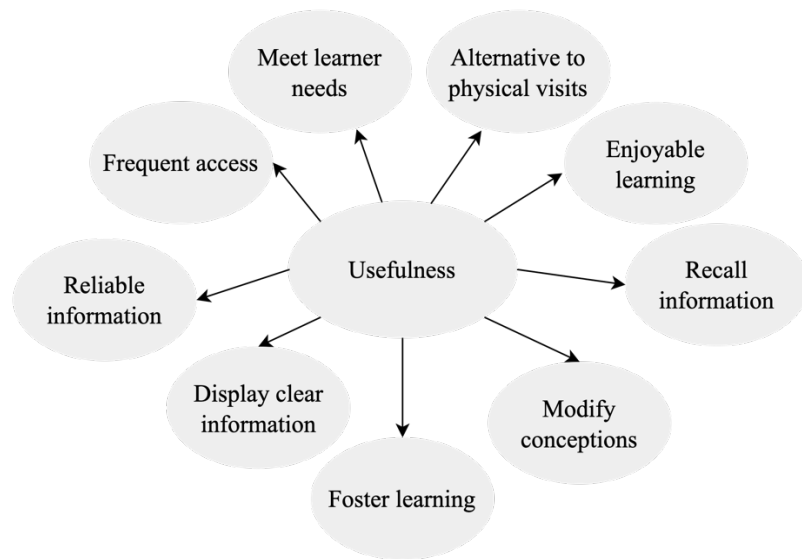 Meet learner
needs
Alternative to
physical visits
Frequent access
Enjoyable
learning
Usefulness
Reliable
information
Recall
information
Display clear
information
Modify
conceptions
Foster learning